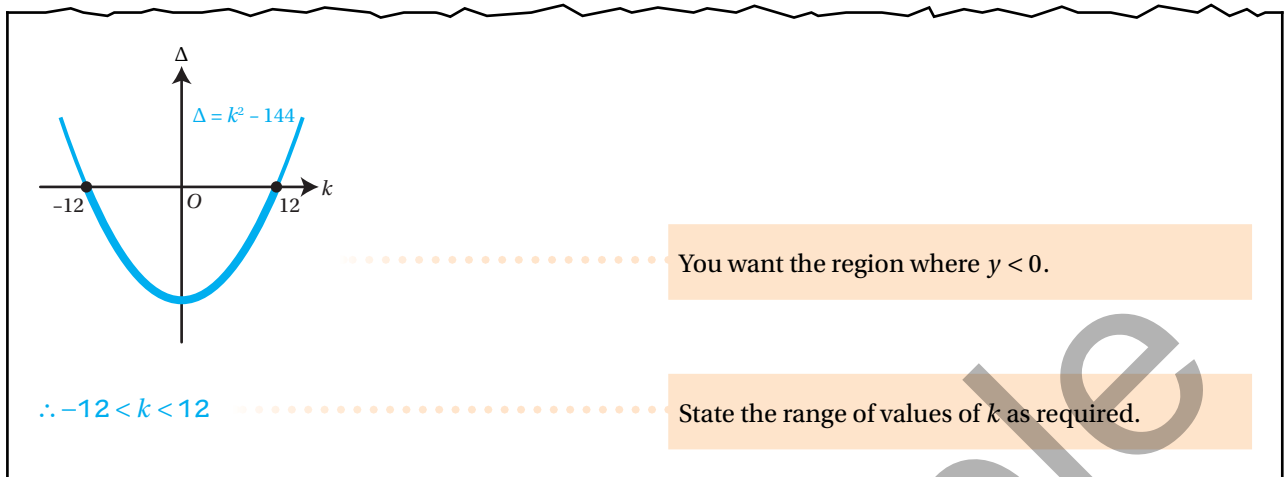 Δ
Δ = k² – 144
–12
O
12
k
You want the region where y < 0.
∴ –12 < k < 12
State the range of values of k as required.